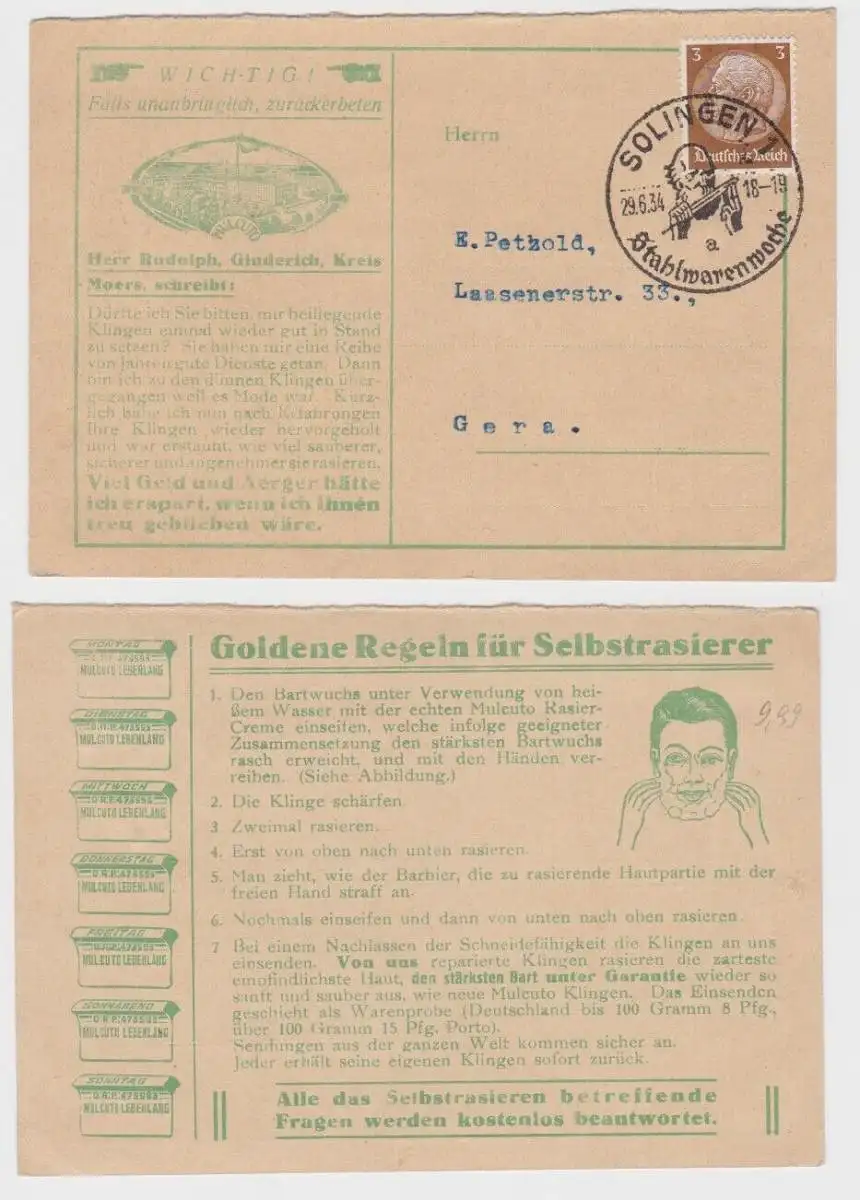 WICHTIG!
Falls unanbringlich, zurückerbeten
MULCUTO
Herr Rudolph, Ginderich, Kreis
Moers, schreibt:
Dürfte ich Sie bitten, mir beiliegende
Klingen einmal wieder gut in Stand
zu setzen? Sie haben mir eine Reihe
von Jahren gute Dienste getan. Dann
bin ich zu den dünnen Klingen über-
gegangen weil es Mode war. Kürz-
lich habe ich nun nach Erfahrungen
Ihre Klingen wieder hervorgeholt
und war erstaunt, wie viel sauberer,
sicherer und angenehmer sie rasieren.
Viel Geld und Aerger hätte
ich erspart, wenn ich Ihnen
treu geblieben wäre.
Herrn
E.Petzold,
Laasenerstr. 33.,
Gera.
3 3
Deutsches Reich
SOLINGEN 1
29.6.34 18-19
a
Stahlwarenwoche
Goldene Regeln für Selbstrasierer
1. Den Bartwuchs unter Verwendung von hei-
ßem Wasser mit der echten Mulcuto Rasier-
Creme einseifen, welche infolge geeigneter
Zusammensetzung den stärksten Bartwuchs
rasch erweicht, und mit den Händen ver-
reiben. (Siehe Abbildung.)
2. Die Klinge schärfen
3 Zweimal rasieren.
4. Erst von oben nach unten rasieren.
5. Man zieht, wie der Barbier, die zu rasierende Hautpartie mit der
freien Hand straff an.
6. Nochmals einseifen und dann von unten nach oben rasieren.
7 Bei einem Nachlassen der Schneidefähigkeit die Klingen an uns
einsenden. Von uns reparierte Klingen rasieren die zarteste
empfindlichste Haut, den stärksten Bart unter Garantie wieder so
sanft und sauber aus, wie neue Mulcuto Klingen. Das Einsenden
geschieht als Warenprobe (Deutschland bis 100 Gramm 8 Pfg.,
über 100 Gramm 15 Pfg. Porto).
Sendungen aus der ganzen Welt kommen sicher an.
Jeder erhält seine eigenen Klingen sofort zurück.
Alle das Selbstrasieren betreffende
Fragen werden kostenlos beantwortet.
MONTAG
D.R.P. 473553
MULCUTO LEBENLANG
DIENSTAG
D.R.P. 473553
MULCUTO LEBENLANG
MITTWOCH
D.R.P. 473553
MULCUTO LEBENLANG
DONNERSTAG
D.R.P. 473553
MULCUTO LEBENLANG
FREITAG
D.R.P. 473553
MULCUTO LEBENLANG
SONNABEND
D.R.P. 473553
MULCUTO LEBENLANG
SONNTAG
D.R.P. 473553
MULCUTO LEBENLANG
9,99